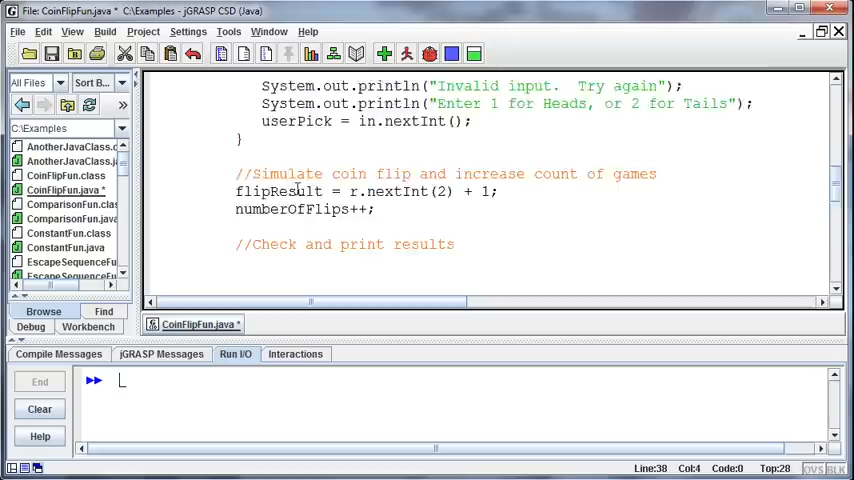 File: CoinFlipFun.java *  C:\Examples - jGRASP CSD (Java)
File Edit View Build Project Settings Tools Window Help
All Files Sort B...
C:\Examples
AnotherJavaClass.
AnotherJavaClass.j
CoinFlipFun.class
CoinFlipFun.java *
ComparisonFun.cl
ComparisonFun.jav
ConstantFun.class
ConstantFun.java
EscapeSequenceFu
Browse Find
Debug Workbench
System.out.println("Invalid input.  Try again");
System.out.println("Enter 1 for Heads, or 2 for Tails");
userPick = in.nextInt();
}
//Simulate coin flip and increase count of games
flipResult = r.nextInt(2) + 1;
numberOfFlips++;
//Check and print results
CoinFlipFun.java *
Compile Messages jGRASP Messages Run I/O Interactions
End
Clear
Help
Line:38 Col:4 Code:0 Top:28 OVS BLK